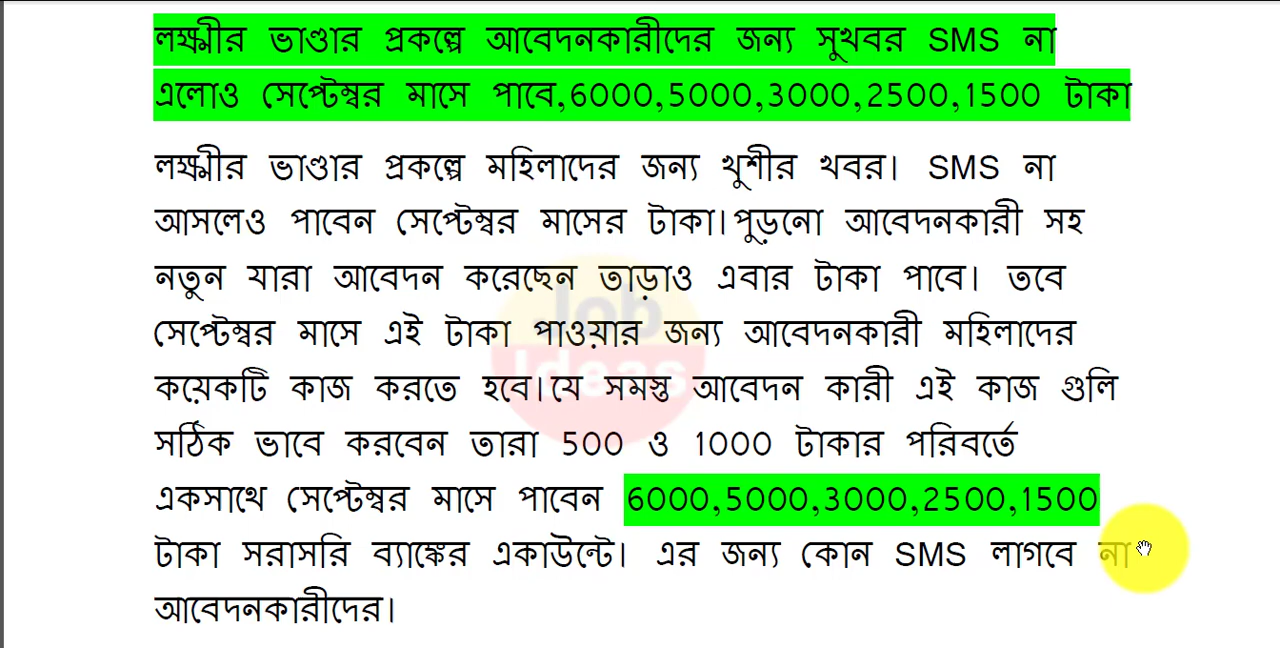 লক্ষ্মীর ভাণ্ডার প্রকল্পে আবেদনকারীদের জন্য সুখবর SMS না
এলোও সেপ্টেম্বর মাসে পাবে,6000,5000,3000,2500,1500 টাকা
লক্ষ্মীর ভাণ্ডার প্রকল্পে মহিলাদের জন্য খুশীর খবর। SMS না
আসলেও পাবেন সেপ্টেম্বর মাসের টাকা।পুড়নো আবেদনকারী সহ
নতুন যারা আবেদন করেছেন তাড়াও এবার টাকা পাবে। তবে
সেপ্টেম্বর মাসে এই টাকা পাওয়ার জন্য আবেদনকারী মহিলাদের
কয়েকটি কাজ করতে হবে।যে সমস্ত আবেদন কারী এই কাজ গুলি
সঠিক ভাবে করবেন তারা 500 ও 1000 টাকার পরিবর্তে
একসাথে সেপ্টেম্বর মাসে পাবেন 6000,5000,3000,2500,1500
টাকা সরাসরি ব্যাঙ্কের একাউন্টে। এর জন্য কোন SMS লাগবে না
আবেদনকারীদের।
Job
Ideas